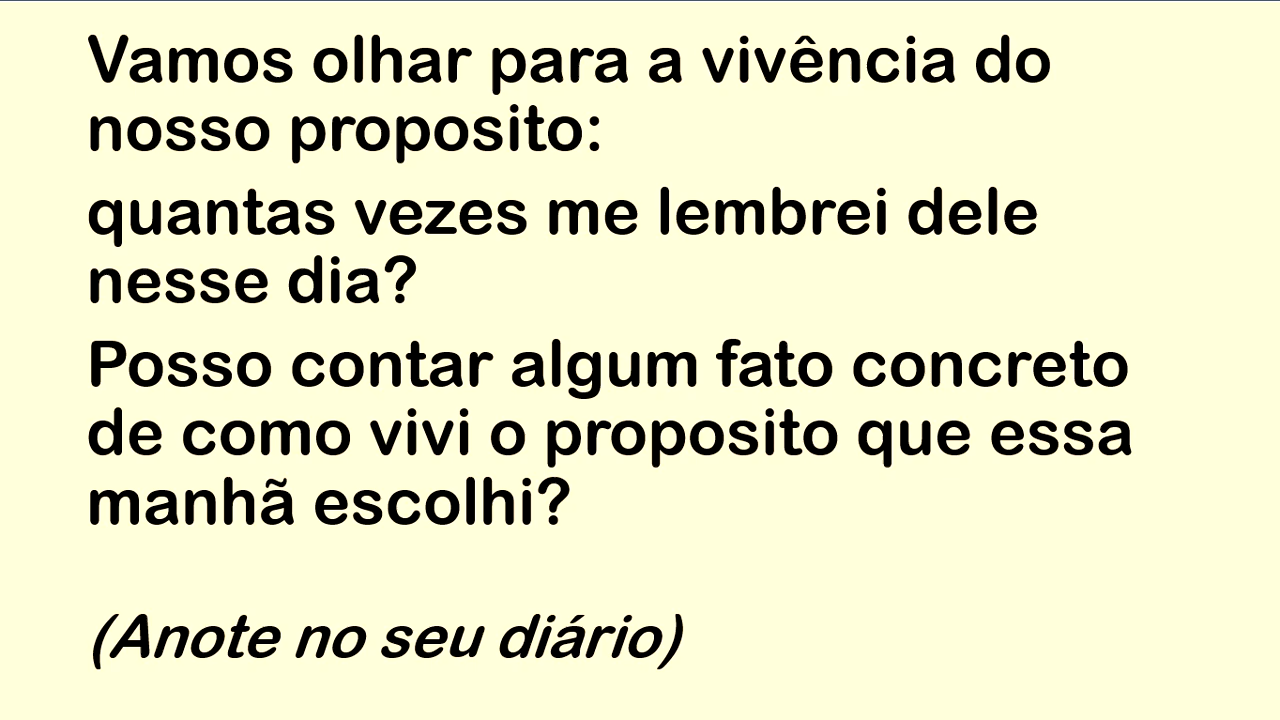 Vamos olhar para a vivência do
nosso proposito:
quantas vezes me lembrei dele
nesse dia?
Posso contar algum fato concreto
de como vivi o proposito que essa
manhã escolhi?
(Anote no seu diário)